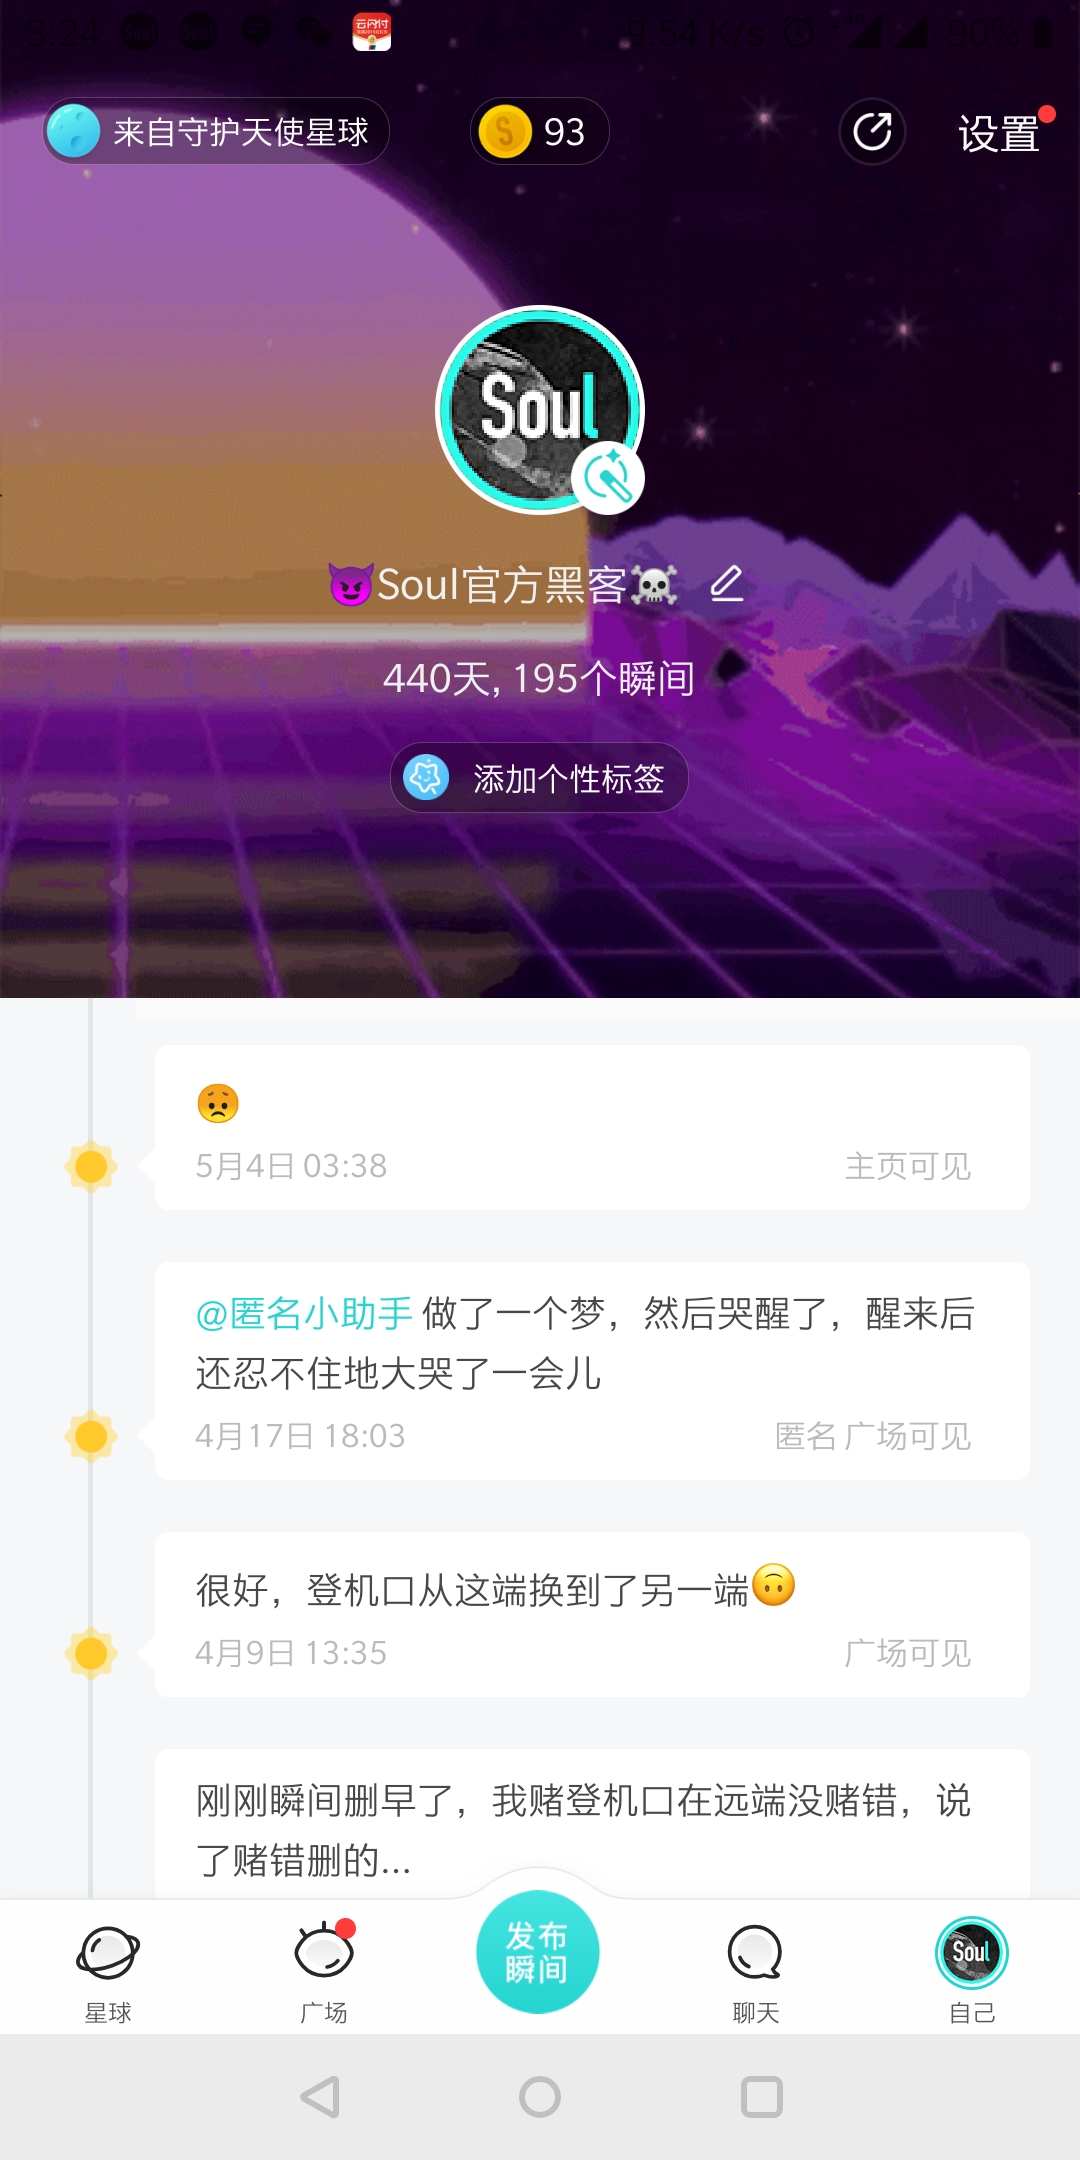 3:24
Soul
Soul
云闪付
9.54 K/s
4G
90%
来自守护天使星球
S
93
设置
Soul
😈Soul官方黑客☠
440天, 195个瞬间
添加个性标签
😞
5月4日 03:38
主页可见
@匿名小助手 做了一个梦，然后哭醒了，醒来后
还忍不住地大哭了一会儿
4月17日 18:03
匿名 广场可见
很好，登机口从这端换到了另一端🙃
4月9日 13:35
广场可见
刚刚瞬间删早了，我赌登机口在远端没赌错，说
了赌错删的...
发布
瞬间
Soul
星球
广场
聊天
自己